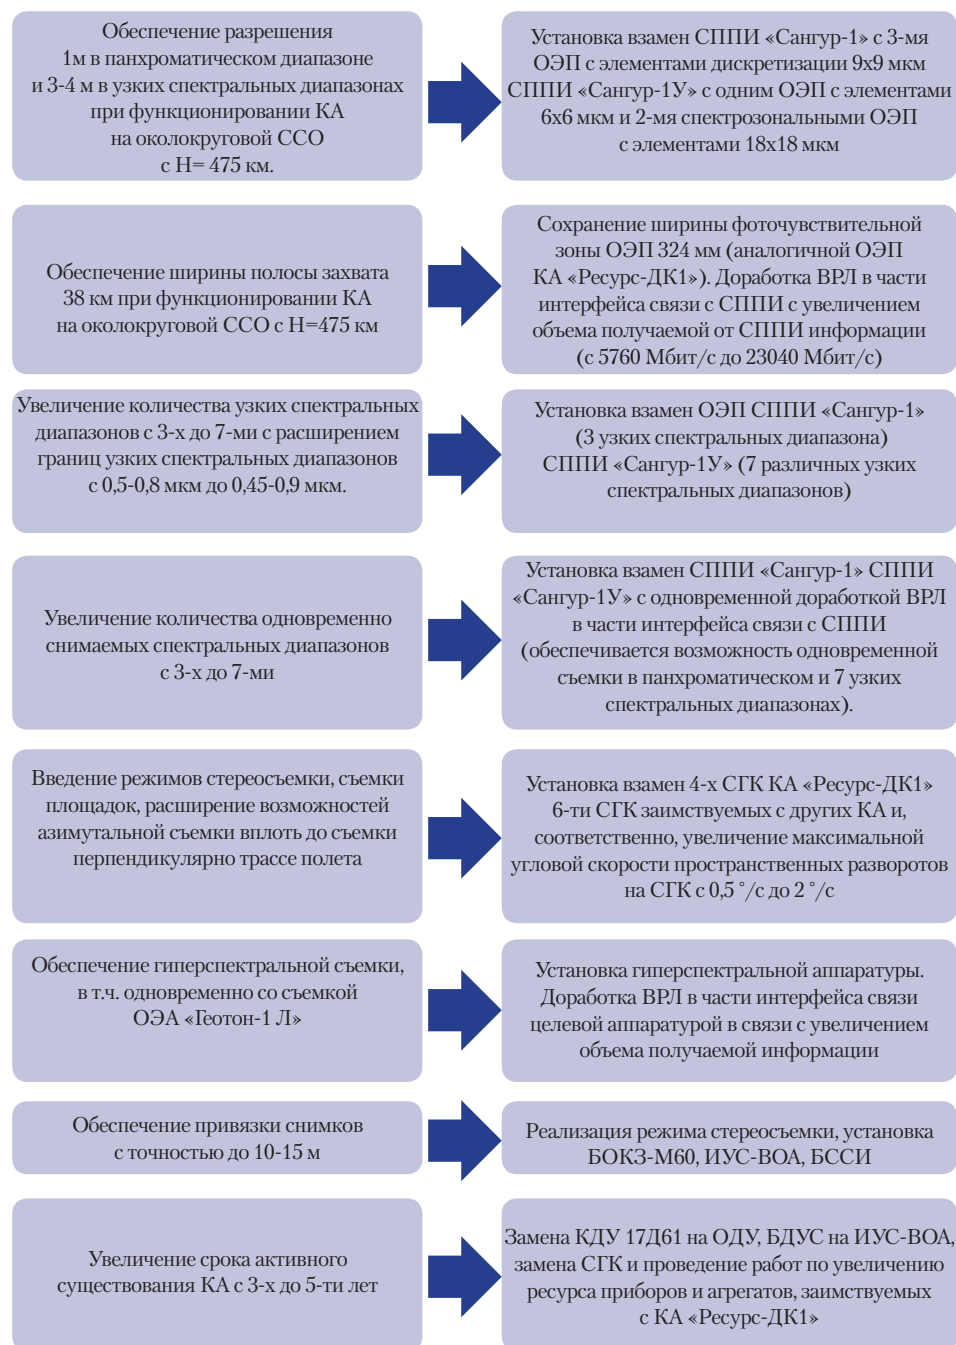 Обеспечение разрешения
1м в панхроматическом диапазоне
и 3-4 м в узких спектральных диапазонах
при функционировании КА
на околокруговой ССО
с Н= 475 км.
Установка взамен СППИ «Сангур-1» с 3-мя
ОЭП с элементами дискретизации 9х9 мкм
СППИ «Сангур-1У» с одним ОЭП с элементами
6х6 мкм и 2-мя спектрозональными ОЭП
с элементами 18х18 мкм
Обеспечение ширины полосы захвата
38 км при функционировании КА
на околокруговой ССО с Н=475 км
Сохранение ширины фоточувствительной
зоны ОЭП 324 мм (аналогичной ОЭП
КА «Ресурс-ДК1»). Доработка ВРЛ в части
интерфейса связи с СППИ с увеличением
объема получаемой от СППИ информации
(с 5760 Мбит/с до 23040 Мбит/с)
Увеличение количества узких спектральных
диапазонов с 3-х до 7-ми с расширением
границ узких спектральных диапазонов
с 0,5-0,8 мкм до 0,45-0,9 мкм.
Установка взамен ОЭП СППИ «Сангур-1»
(3 узких спектральных диапазона)
СППИ «Сангур-1У» (7 различных узких
спектральных диапазонов)
Увеличение количества одновременно
снимаемых спектральных диапазонов
с 3-х до 7-ми
Установка взамен СППИ «Сангур-1» СППИ
«Сангур-1У» с одновременной доработкой ВРЛ
в части интерфейса связи с СППИ
(обеспечивается возможность одновременной
съемки в панхроматическом и 7 узких
спектральных диапазонах).
Введение режимов стереосъемки, съемки
площадок, расширение возможностей
азимутальной съемки вплоть до съемки
перпендикулярно трассе полета
Установка взамен 4-х СГК КА «Ресурс-ДК1»
6-ти СГК заимствуемых с других КА и,
соответственно, увеличение максимальной
угловой скорости пространственных разворотов
на СГК с 0,5 °/с до 2 °/с
Обеспечение гиперспектральной съемки,
в т.ч. одновременно со съемкой
ОЭА «Геотон-1 Л»
Установка гиперспектральной аппаратуры.
Доработка ВРЛ в части интерфейса связи
целевой аппаратурой в связи с увеличением
объема получаемой информации
Обеспечение привязки снимков
с точностью до 10-15 м
Реализация режима стереосъемки, установка
БОКЗ-М60, ИУС-ВОА, БССИ
Увеличение срока активного
существования КА с 3-х до 5-ти лет
Замена КДУ 17Д61 на ОДУ, БДУС на ИУС-ВОА,
замена СГК и проведение работ по увеличению
ресурса приборов и агрегатов, заимствуемых
с КА «Ресурс-ДК1»